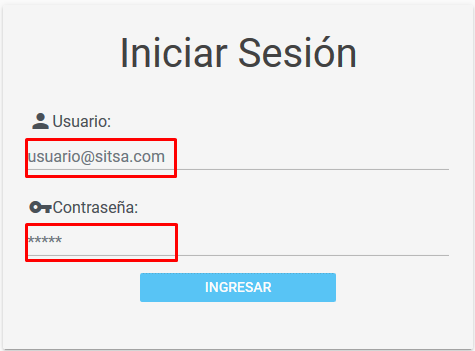 Iniciar Sesión
Usuario:
usuario@sitsa.com
Contraseña:
*****
INGRESAR